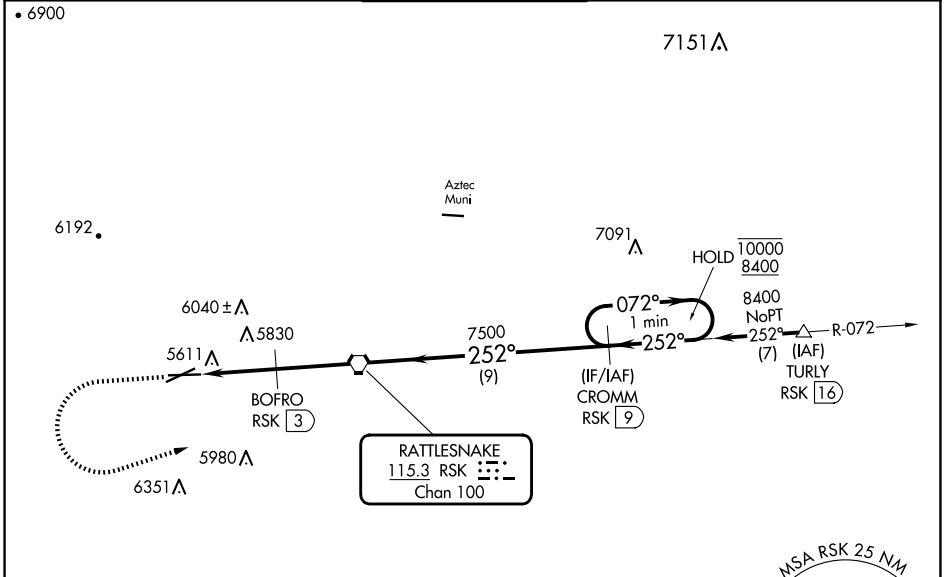 6900
7151
Aztec
Muni
6192
7091
HOLD
10000
8400
072°
1 min
252°
8400
NoPT
252°
(7)
R-072
(IAF)
TURLY
RSK 16
6040 ±
5830
5611
7500
252°
(9)
(IF/IAF)
CROMM
RSK 9
BOFRO
RSK 3
5980
6351
RATTLESNAKE
115.3 RSK
Chan 100
MSA RSK 25 NM